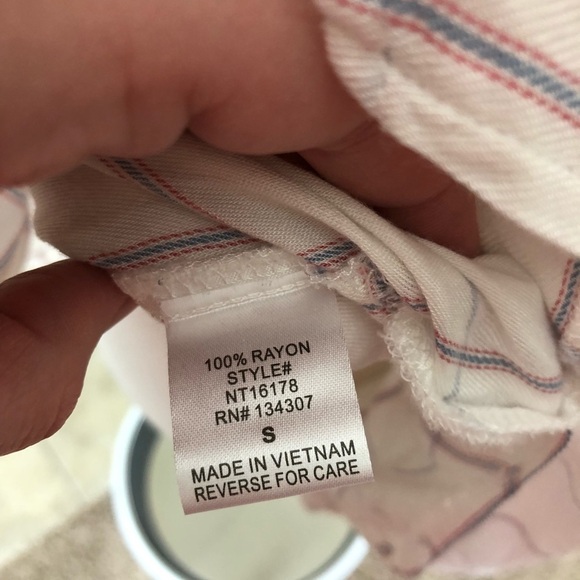 100% RAYON
STYLE#
NT16178
RN# 134307
S
MADE IN VIETNAM
REVERSE FOR CARE